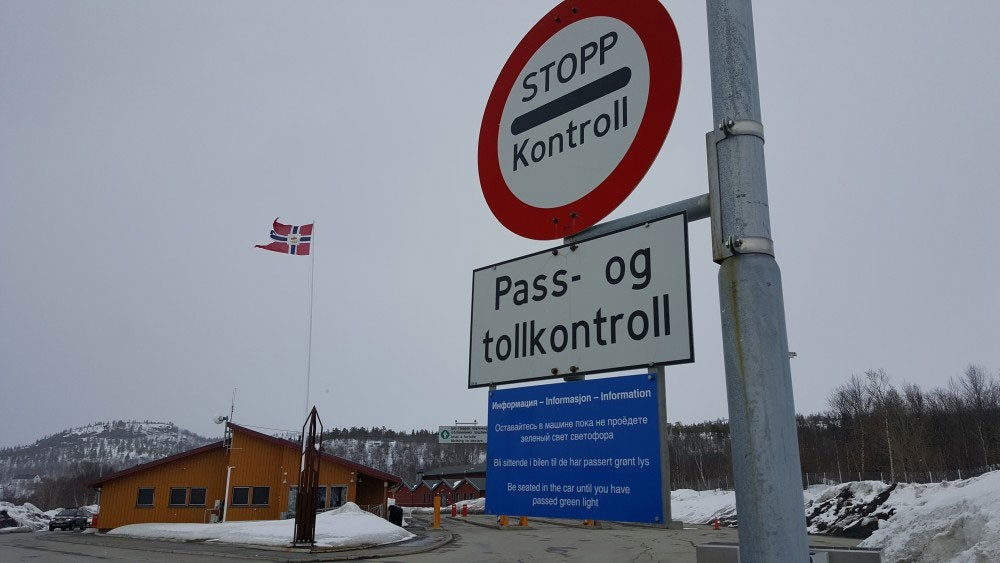 STOPP
Kontroll
Pass- og
tollkontroll
Информация – Informasjon – Information
Оставайтесь в машине пока не пройдете
зеленый свет светофора
Bli sittende i bilen til de har passert grønt lys
Be seated in the car until you have
passed green light